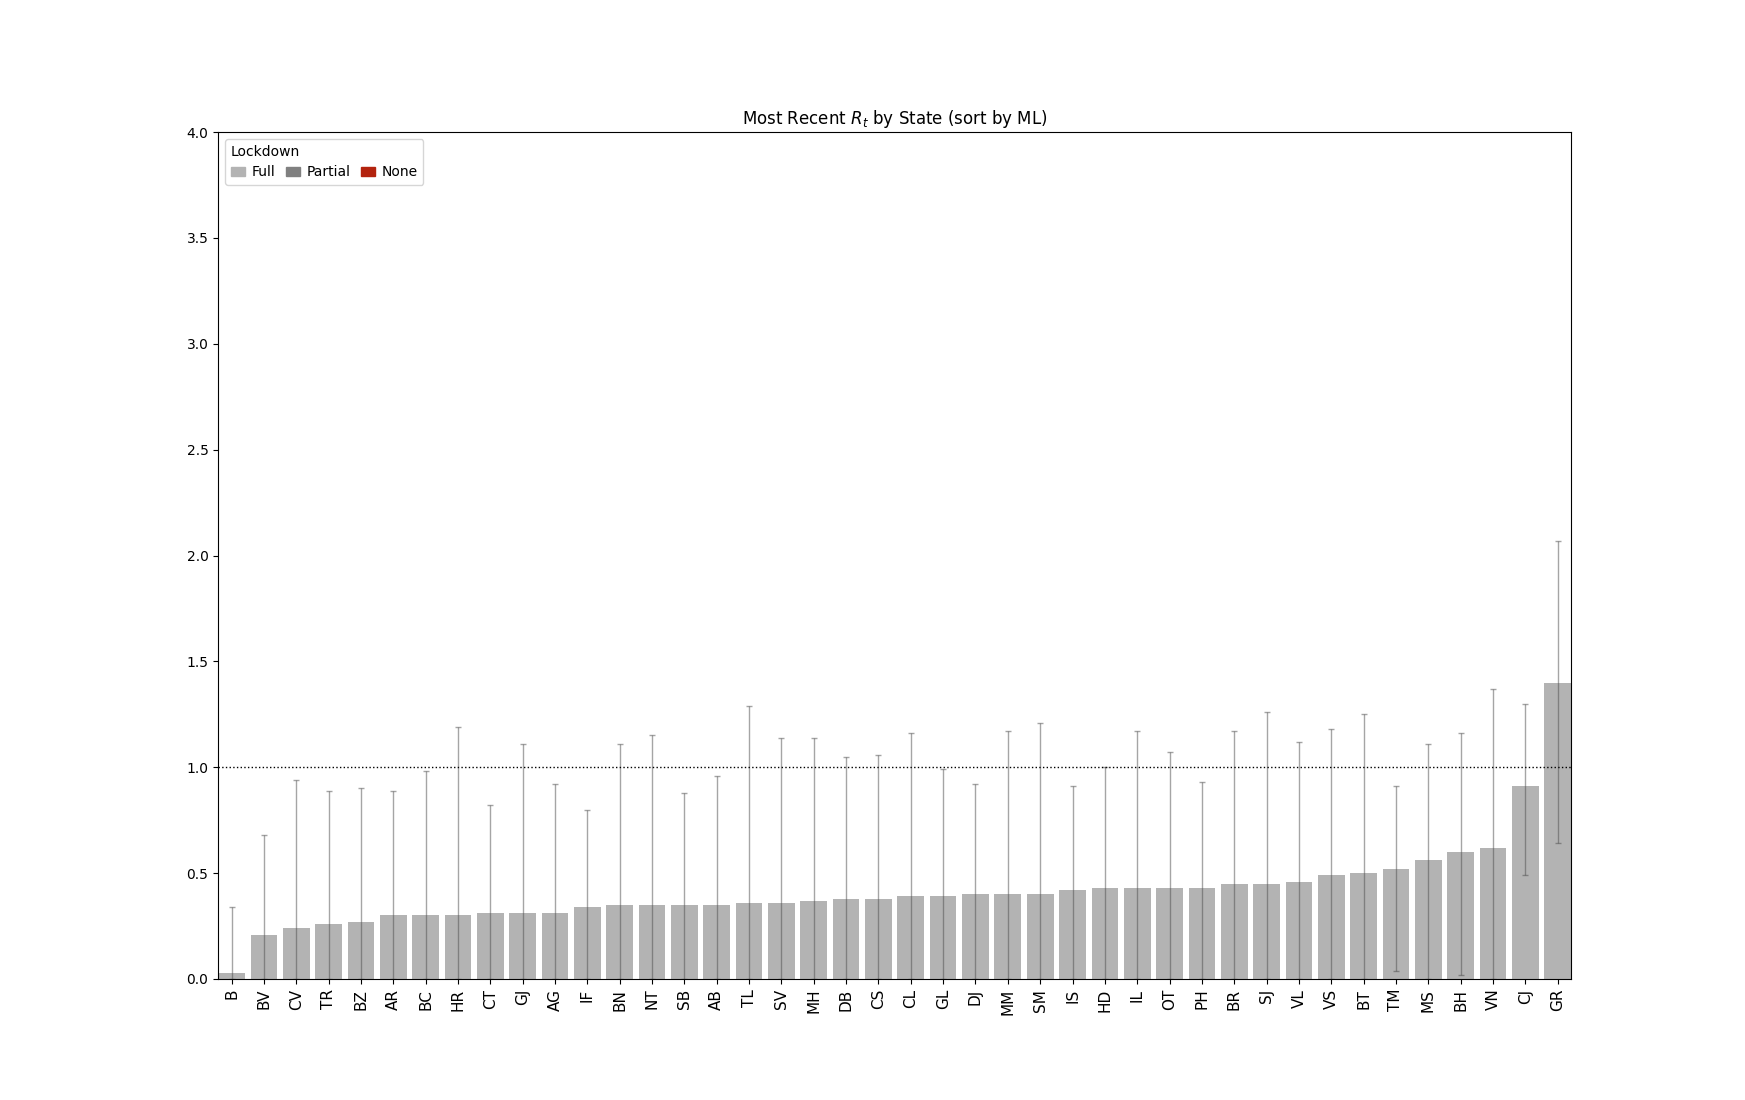 Most Recent Rt by State (sort by ML)
4.0
3.5
3.0
2.5
2.0
1.5
1.0
0.5
0.0
Lockdown
Full Partial None
B BV CV TR BZ AR BC HR CT GJ AG IF BN NT SB AB TL SV MH DB CS CL GL DJ MM SM IS HD IL OT PH BR SJ VL VS BT TM MS BH VN CJ GR